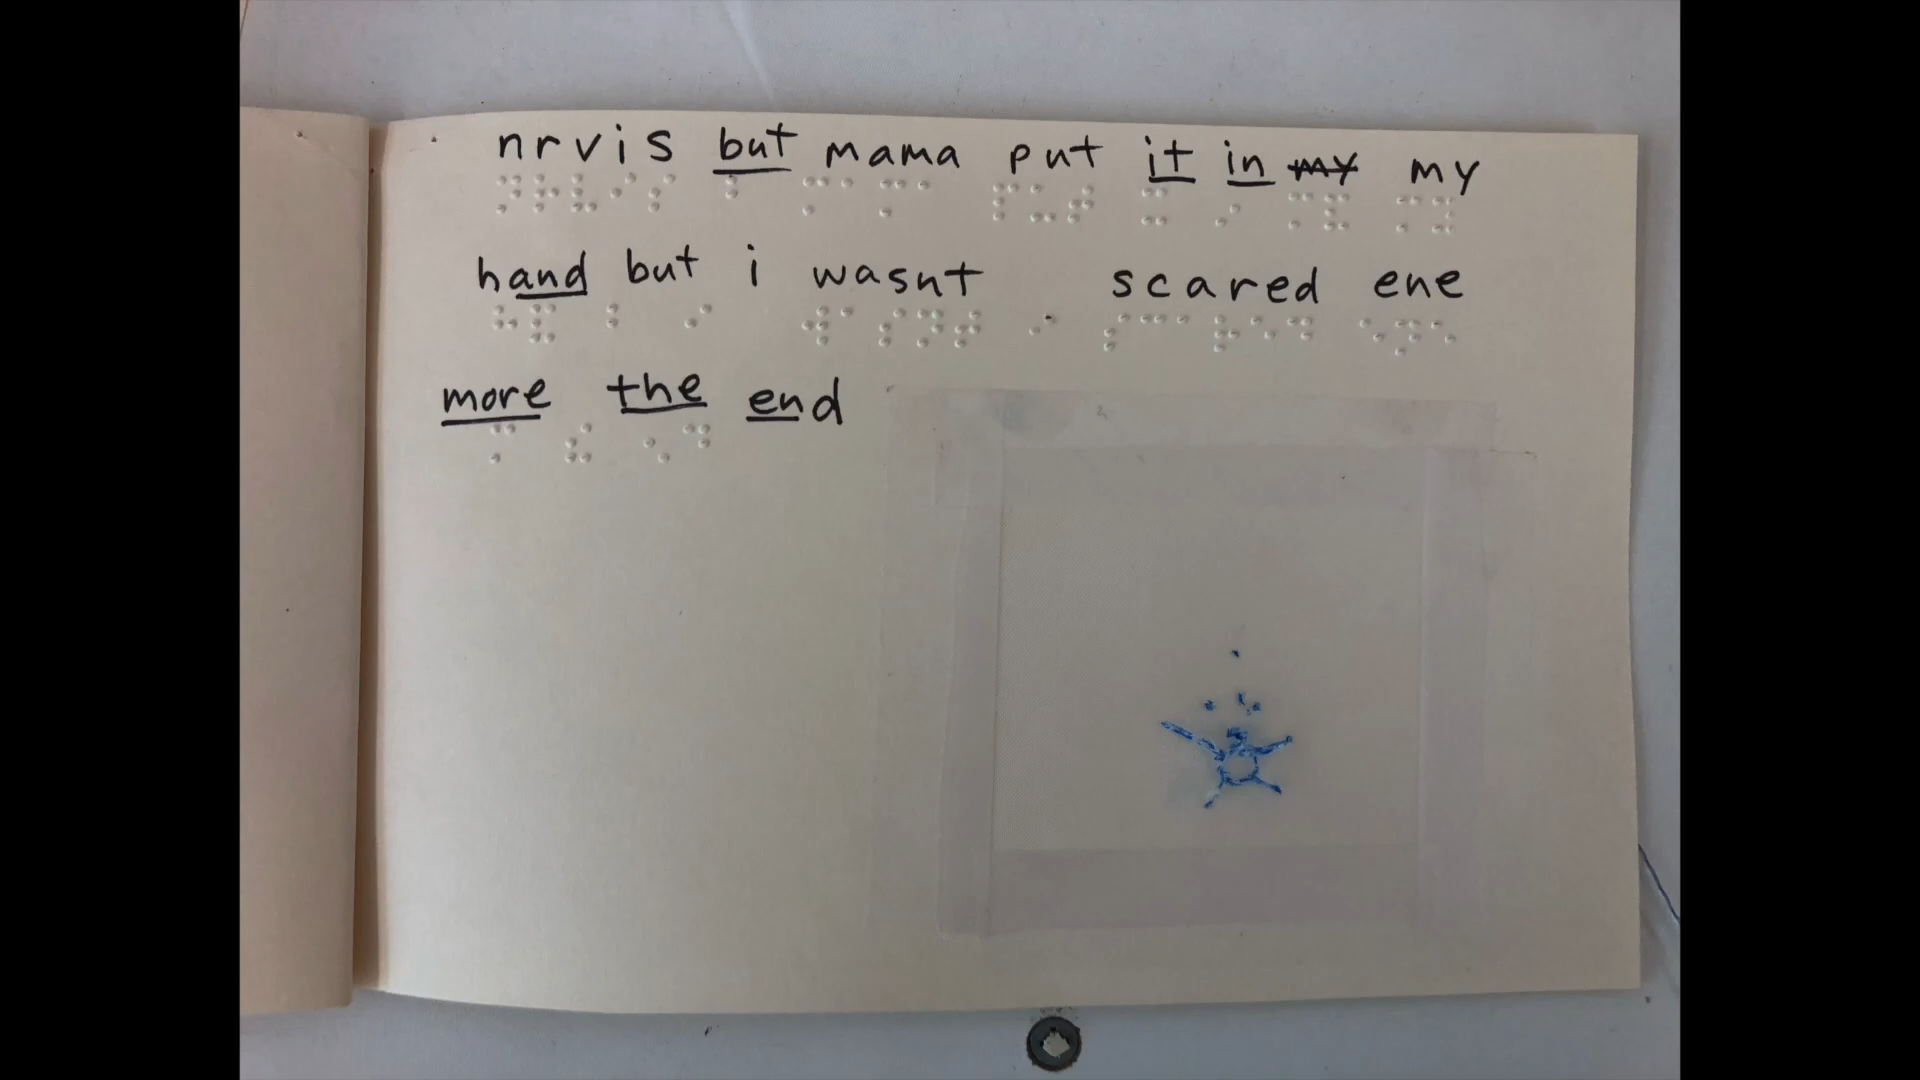 nrvis but mama put it in my my
hand but i wasnt scared ene
more the end